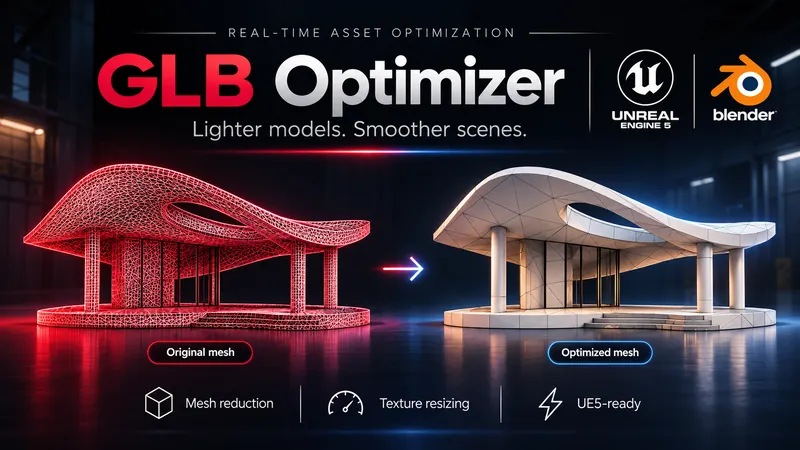 REAL-TIME ASSET OPTIMIZATION
GLB Optimizer
Lighter models. Smoother scenes.
UNREAL
ENGINE 5
blender
Original mesh
Optimized mesh
Mesh reduction
Texture resizing
UE5-ready